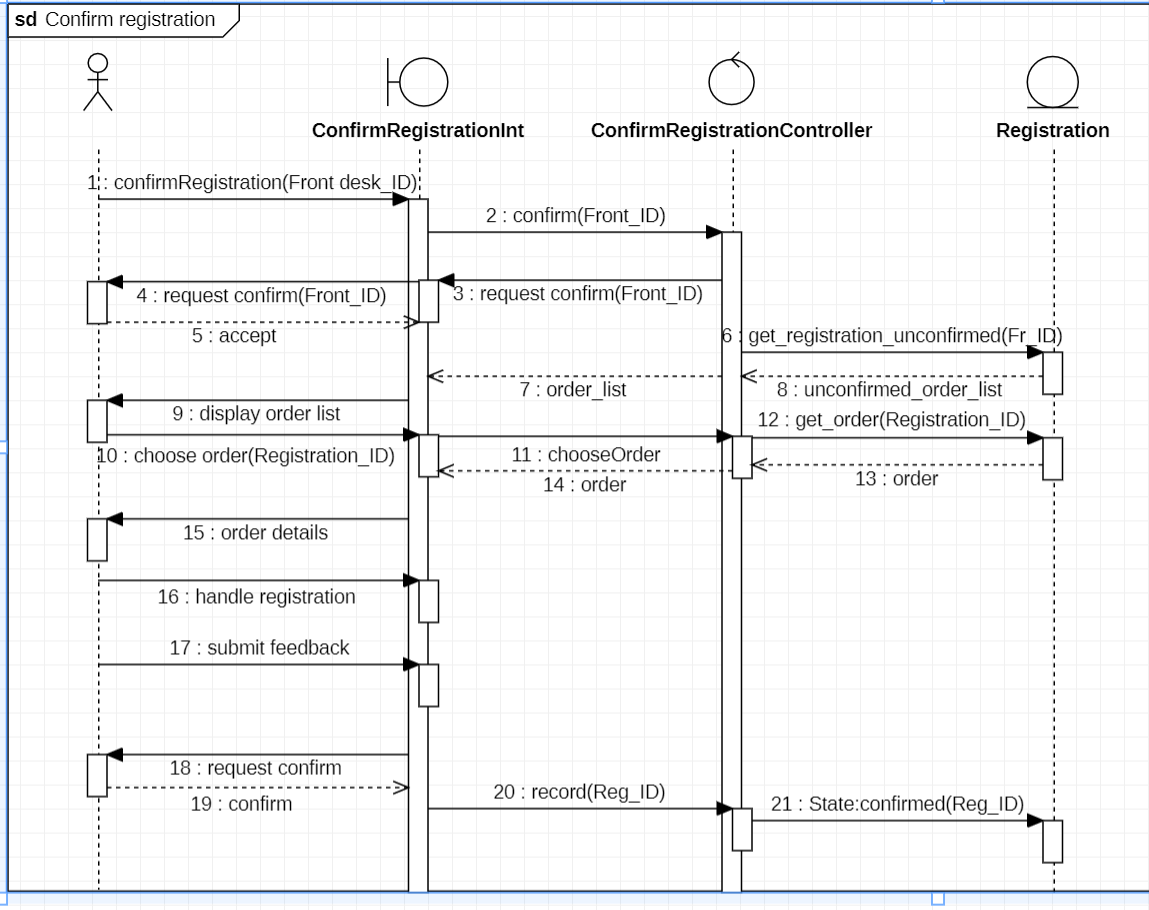 sd Confirm registration
ConfirmRegistrationInt
ConfirmRegistrationController
Registration
1 : confirmRegistration(Front desk_ID)
2 : confirm(Front_ID)
3 : request confirm(Front_ID)
4 : request confirm(Front_ID)
5 : accept
6 : get_registration_unconfirmed(Fr_ID)
7 : order_list
8 : unconfirmed_order_list
9 : display order list
12 : get_order(Registration_ID)
10 : choose order(Registration_ID)
11 : chooseOrder
13 : order
14 : order
15 : order details
16 : handle registration
17 : submit feedback
18 : request confirm
19 : confirm
20 : record(Reg_ID)
21 : State:confirmed(Reg_ID)